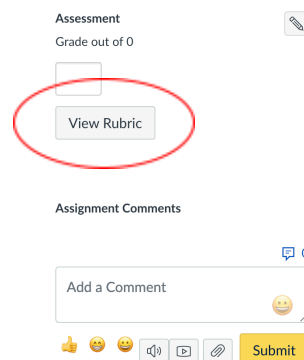 Assessment
Grade out of 0
View Rubric
Assignment Comments
Add a Comment
Submit